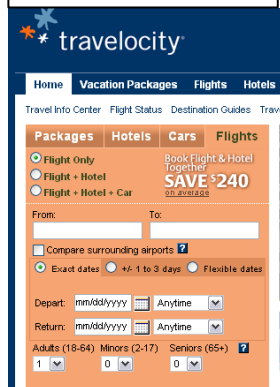 travelocity
Home Vacation Packages Flights Hotels
Travel Info Center Flight Status Destination Guides
Packages Hotels Cars Flights
Flight Only
Flight + Hotel
Flight + Hotel + Car
Book Flight & Hotel
Together
SAVE $240
on average
From: To:
Compare surrounding airports ?
Exact dates +/- 1 to 3 days Flexible dates
Depart: mm/dd/yyyy Anytime
Return: mm/dd/yyyy Anytime
Adults (18-64) Minors (2-17) Seniors (65+) ?
1 0 0